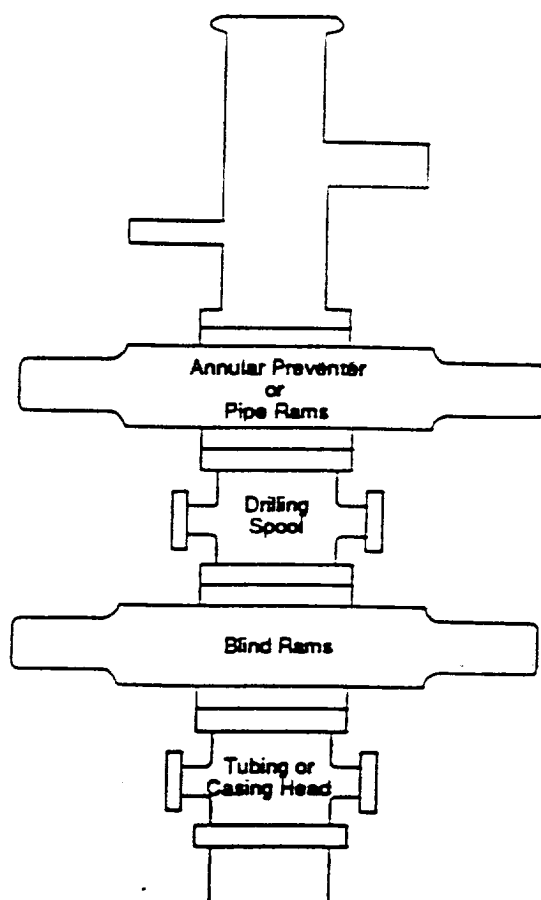 Annular Preventer
or
Pipe Rams
Drilling
Spool
Blind Rams
Tubing or
Casing Head